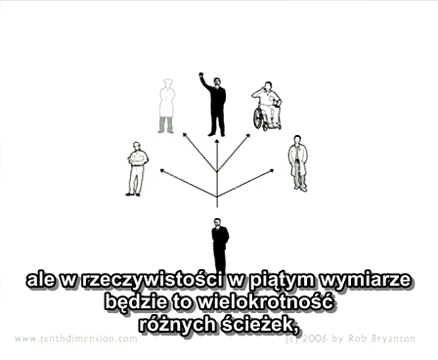 ale w rzeczywistości w piątym wymiarze
będzie to wielokrotność
różnych ścieżek,
www.tenthdimension.com (c) 2006 by Rob Bryanton